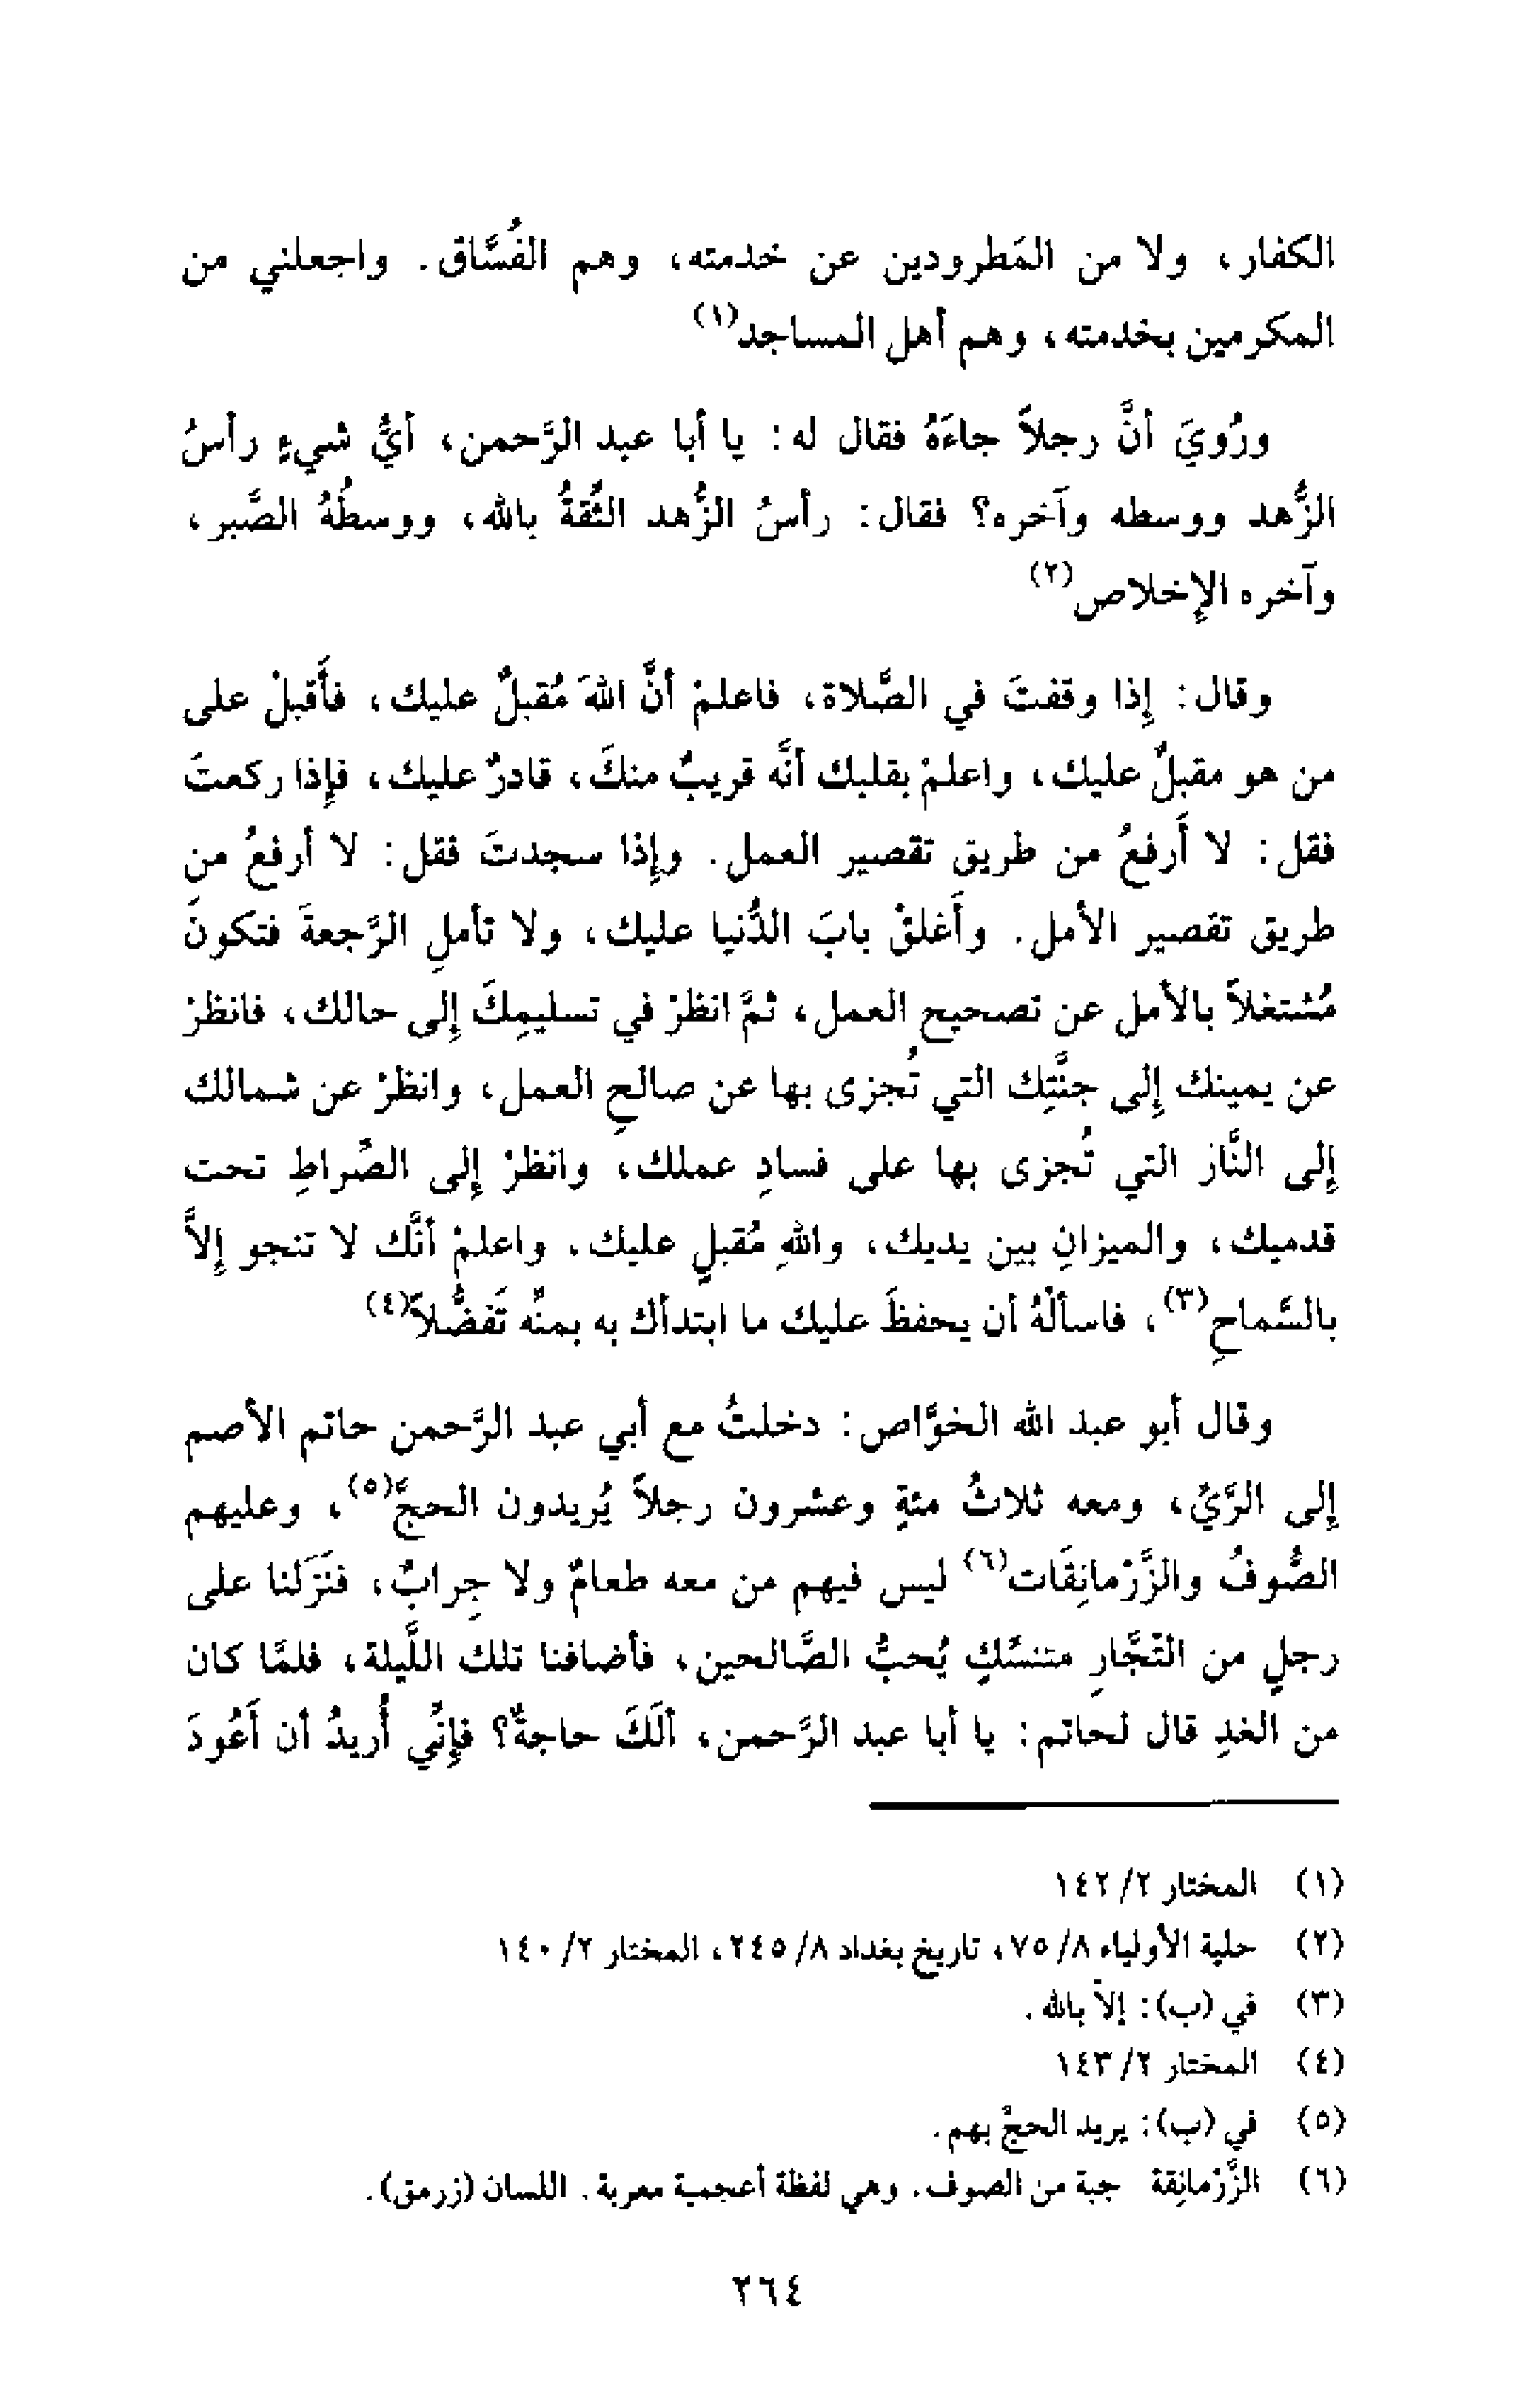 الكفار، ولا من المَطرودين عن خدمته، وهم الفُسَّاق. واجعلني من
المكرمين بخدمته، وهم أهل المساجد(١)
ورُويَ أنَّ رجلاً جاءَهُ فقال له: يا أبا عبد الرَّحمن، أيُّ شيءٍ رأسُ
الزُّهد ووسطه وآخره؟ فقال: رأسُ الزُّهد الثِّقةُ بالله، ووسطُهُ الصَّبر،
وآخره الإخلاص(٢)
وقال: إذا وقفتَ في الصَّلاة، فاعلمْ أنَّ اللهَ مُقبلٌ عليك، فأَقبلْ على
من هو مقبلٌ عليك، واعلمْ بقلبك أنَّه قريبٌ منكَ، قادرٌ عليك، فإذا ركعتَ
فقل: لا أَرفعُ من طريق تقصير العمل. وإذا سجدتَ فقل: لا أرفعُ من
طريق تقصير الأمل. وأَغلقْ بابَ الدُّنيا عليك، ولا تأملِ الرَّجعةَ فتكونَ
مُشتغلاً بالأمل عن تصحيح العمل، ثمَّ انظرْ في تسليمِكَ إلى حالك، فانظرْ
عن يمينك إلى جنَّتِك التي تُجزى بها عن صالحِ العمل، وانظرْ عن شمالك
إلى النَّار التي تُجزى بها على فسادِ عملك، وانظرْ إلى الصِّراطِ تحت
قدميك، والميزانِ بين يديك، واللهِ مُقبلٍ عليك. واعلمْ أنَّك لا تنجو إلاَّ
بالسَّماحِ(٣)، فاسألْهُ أن يحفظَ عليك ما ابتدأك به بمنِّه تَفضُّلاً(٤)
وقال أبو عبد الله الخوَّاص: دخلتُ مع أبي عبد الرَّحمن حاتم الأصم
إلى الرَّيِّ، ومعه ثلاثُ مئةٍ وعشرون رجلاً يُريدون الحجَّ(٥)، وعليهم
الصُّوفُ والزُّرْمانِقَات(٦) ليس فيهم من معه طعامٌ ولا جِرابٌ، فنَزَلنا على
رجلٍ من التُجَّارِ متنسِّكٍ يُحبُّ الصَّالحين، فأضافنا تلك اللَّيلة، فلمَّا كان
من الغدِ قال لحاتم: يا أبا عبد الرَّحمن، ألَكَ حاجةٌ؟ فإنِّي أُريدُ أن أَعُودَ
(١) المختار ٢/ ١٤٢
(٢) حلية الأولياء ٨/ ٧٥، تاريخ بغداد ٨/ ٢٤٥، المختار ٢/ ١٤٠
(٣) في (ب): إلاّ بالله.
(٤) المختار ٢/ ١٤٣
(٥) في (ب): يريد الحجَّ بهم.
(٦) الزُّرْمانِقة جبة من الصوف. وهي لفظة أعجمية معربة. اللسان (زرمق).
٢٦٤